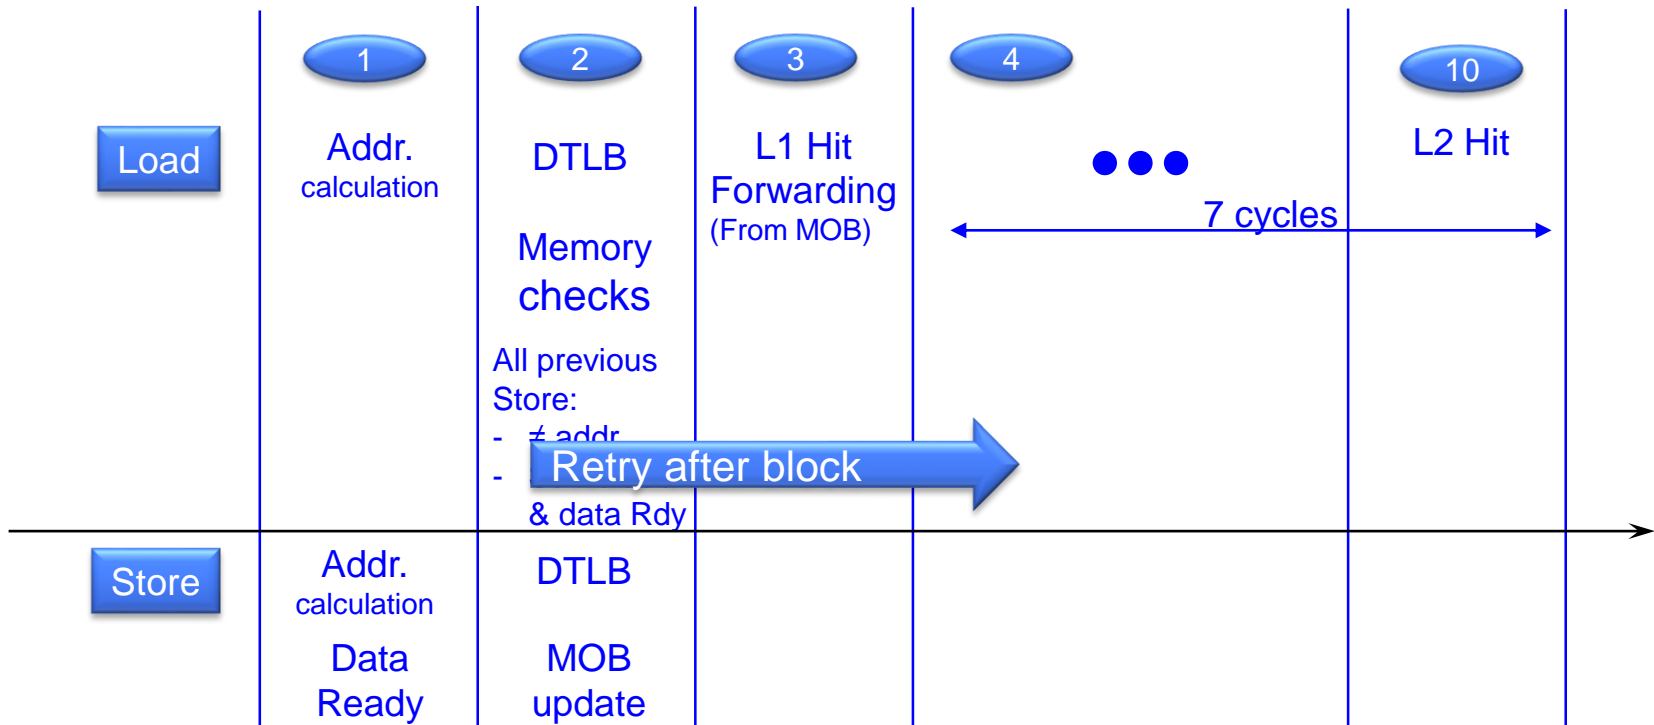 1
2
3
4
10
Load
Addr.
calculation
DTLB
Memory
checks
All previous
Store:
- ≠ addr
-
& data Rdy
L1 Hit
Forwarding
(From MOB)
7 cycles
L2 Hit
Retry after block
Store
Addr.
calculation
Data
Ready
DTLB
MOB
update